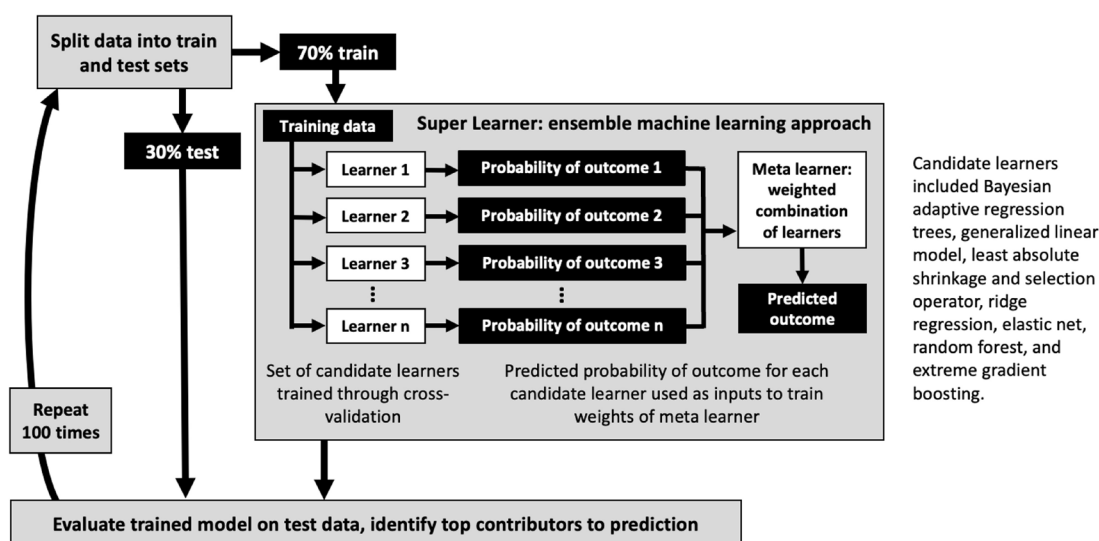 Split data into train
and test sets
70% train
30% test
Training data
Super Learner: ensemble machine learning approach
Learner 1
Probability of outcome 1
Learner 2
Probability of outcome 2
Learner 3
Probability of outcome 3
Learner n
Probability of outcome n
Meta learner:
weighted
combination
of learners
Predicted
outcome
Set of candidate learners
trained through cross-
validation
Predicted probability of outcome for each
candidate learner used as inputs to train
weights of meta learner
Candidate learners
included Bayesian
adaptive regression
trees, generalized linear
model, least absolute
shrinkage and selection
operator, ridge
regression, elastic net,
random forest, and
extreme gradient
boosting.
Repeat
100 times
Evaluate trained model on test data, identify top contributors to prediction